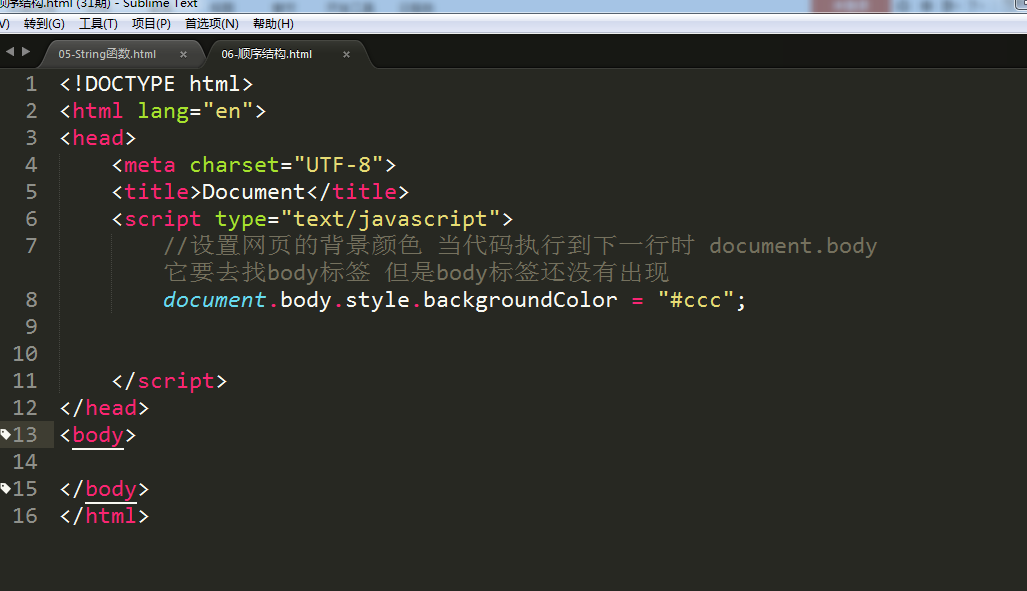 顺序结构.html (31期) - Sublime Text
V) 转到(G) 工具(T) 项目(P) 首选项(N) 帮助(H)
05-String函数.html × 06-顺序结构.html ×
1 <!DOCTYPE html>
2 <html lang="en">
3 <head>
4 <meta charset="UTF-8">
5 <title>Document</title>
6 <script type="text/javascript">
7 //设置网页的背景颜色 当代码执行到下一行时 document.body
它要去找body标签 但是body标签还没有出现
8 document.body.style.backgroundColor = "#ccc";
9
10
11 </script>
12 </head>
13 <body>
14
15 </body>
16 </html>